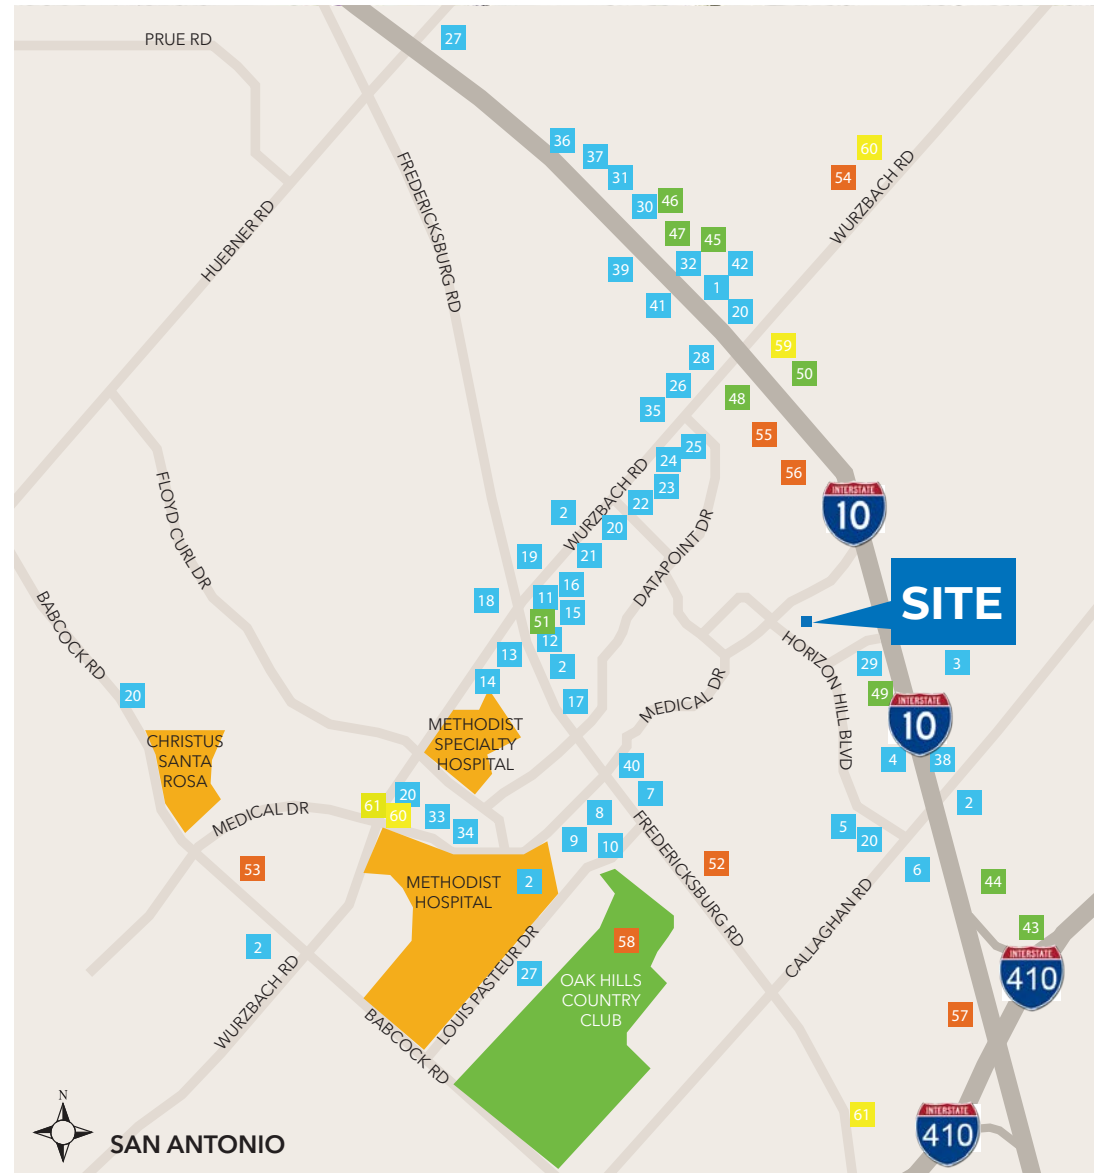 27
PRUE RD
36
60
37
54
31
FREDERICKSBURG RD
WURZBACH RD
46
30
HUEBNER RD
47
45
32
42
39
1
41
20
59
28
50
26
48
35
55
25
24
56
WURZBACH RD
23
22
INTERSTATE
10
2
20
FLOYD CURL DR
DATAPOINT DR
19
21
16
18
11
SITE
15
51
BABCOCK RD
12
13
2
HORIZON HILL BLVD
29
3
14
20
49
17
MEDICAL DR
INTERSTATE
10
METHODIST
SPECIALTY
HOSPITAL
CHRISTUS
SANTA
ROSA
4
38
40
20
7
61
60
33
8
2
MEDICAL DR
34
5
9
10
20
FREDERICKSBURG RD
53
52
6
METHODIST
HOSPITAL
2
44
CALLAGHAN RD
43
58
2
LOUIS PASTEUR DR
INTERSTATE
410
27
OAK HILLS
COUNTRY
CLUB
WURZBACH RD
57
BABCOCK RD
61
N
INTERSTATE
410
SAN ANTONIO